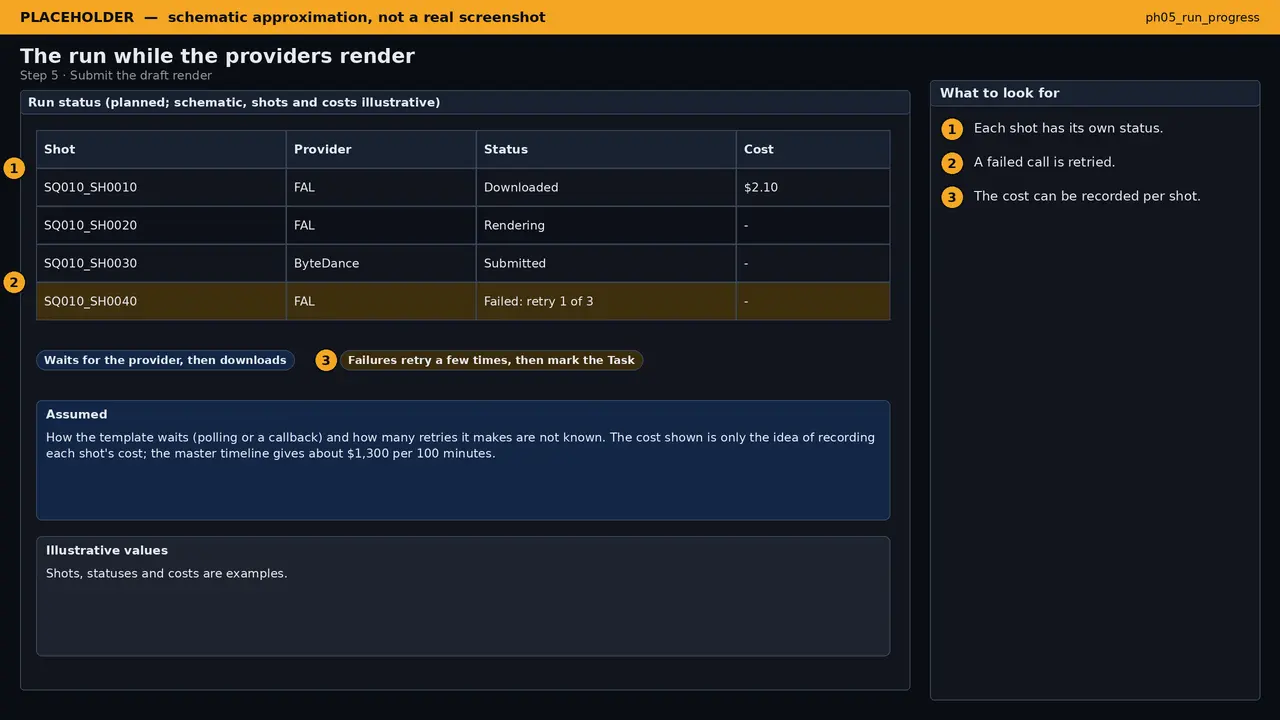 PLACEHOLDER — schematic approximation, not a real screenshot
ph05_run_progress
The run while the providers render
Step 5 · Submit the draft render
Run status (planned; schematic, shots and costs illustrative)
Shot Provider Status Cost
1
SQ010_SH0010 FAL Downloaded $2.10
SQ010_SH0020 FAL Rendering -
SQ010_SH0030 ByteDance Submitted -
2
SQ010_SH0040 FAL Failed: retry 1 of 3 -
Waits for the provider, then downloads
3 Failures retry a few times, then mark the Task
Assumed
How the template waits (polling or a callback) and how many retries it makes are not known. The cost shown is only the idea of recording
each shot's cost; the master timeline gives about $1,300 per 100 minutes.
Illustrative values
Shots, statuses and costs are examples.
What to look for
1 Each shot has its own status.
2 A failed call is retried.
3 The cost can be recorded per shot.